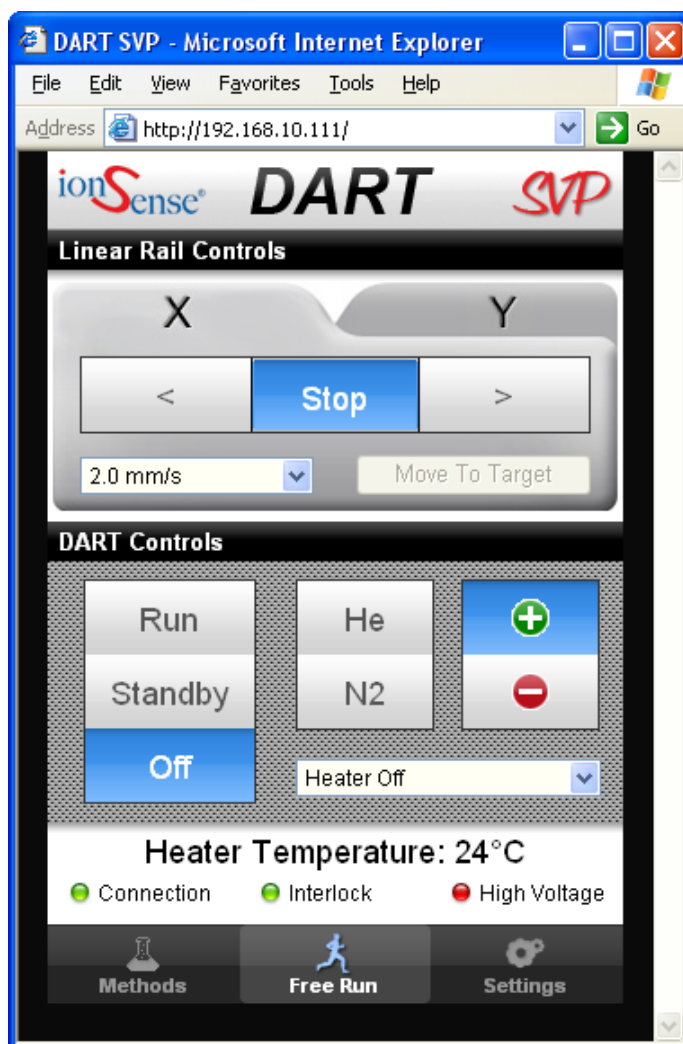 DART SVP - Microsoft Internet Explorer
File Edit View Favorites Tools Help
Address http://192.168.10.111/ Go
ionSense® DART SVP
Linear Rail Controls
X Y
< Stop >
2.0 mm/s Move To Target
DART Controls
Run He
Standby N2
Off
Heater Off
Heater Temperature: 24°C
Connection Interlock High Voltage
Methods Free Run Settings